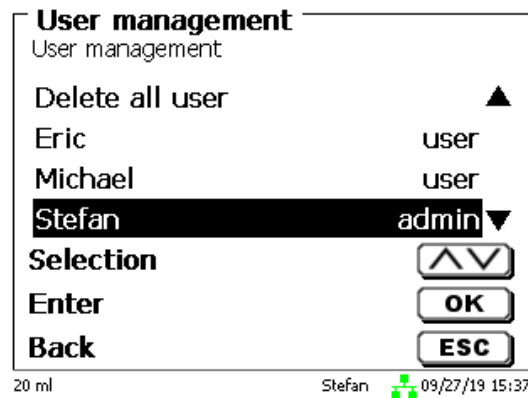 User management
User management
Delete all user
Eric user
Michael user
Stefan admin
Selection
Enter OK
Back ESC
20 ml Stefan 09/27/19 15:37